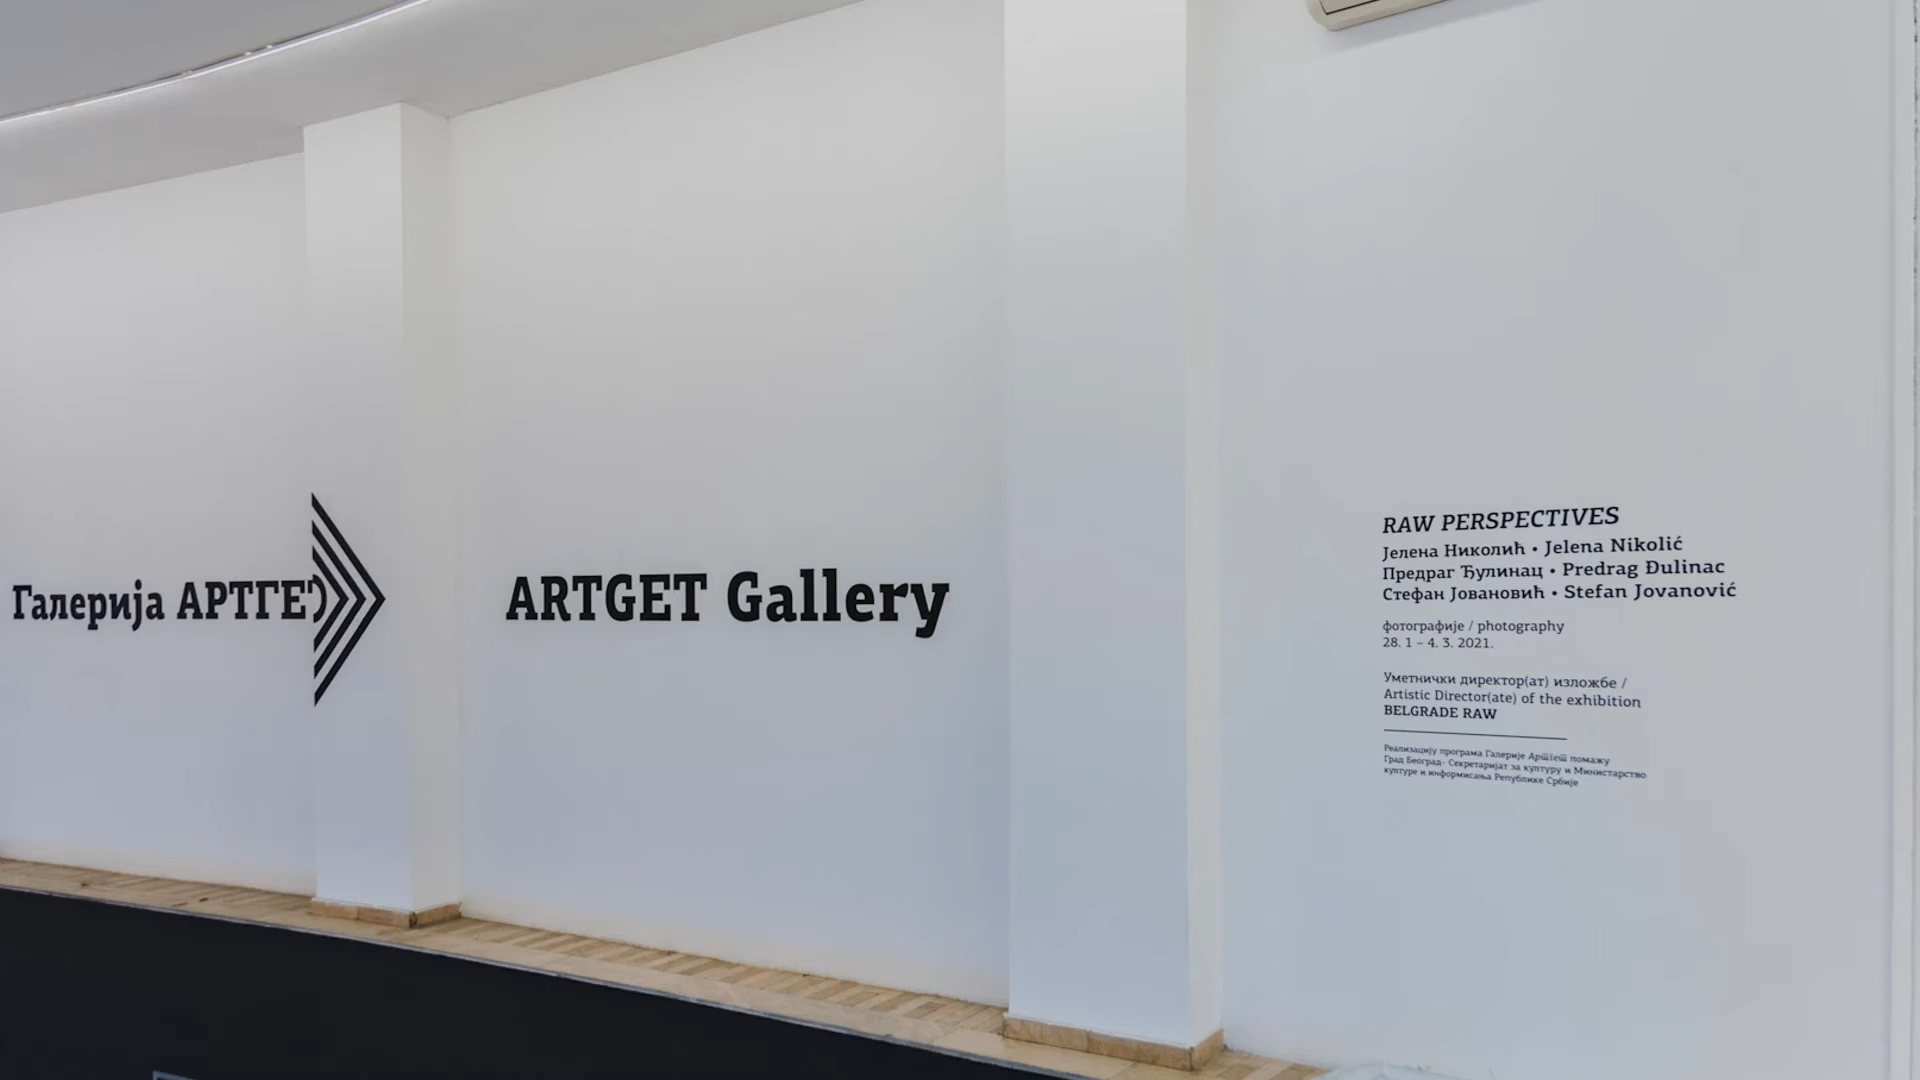 Галерија АРТГЕТ
ARTGET Gallery
RAW PERSPECTIVES
Јелена Николић • Jelena Nikolić
Предраг Ђулинац • Predrag Đulinac
Стефан Јовановић • Stefan Jovanović
фотографије / photography
28. 1 – 4. 3. 2021.
Уметнички директор(ат) изложбе /
Artistic Director(ate) of the exhibition
BELGRADE RAW
Реализацију програма Галерије Артгет помажу
Град Београд- Секретаријат за културу и Министарство
културе и информисања Републике Србије